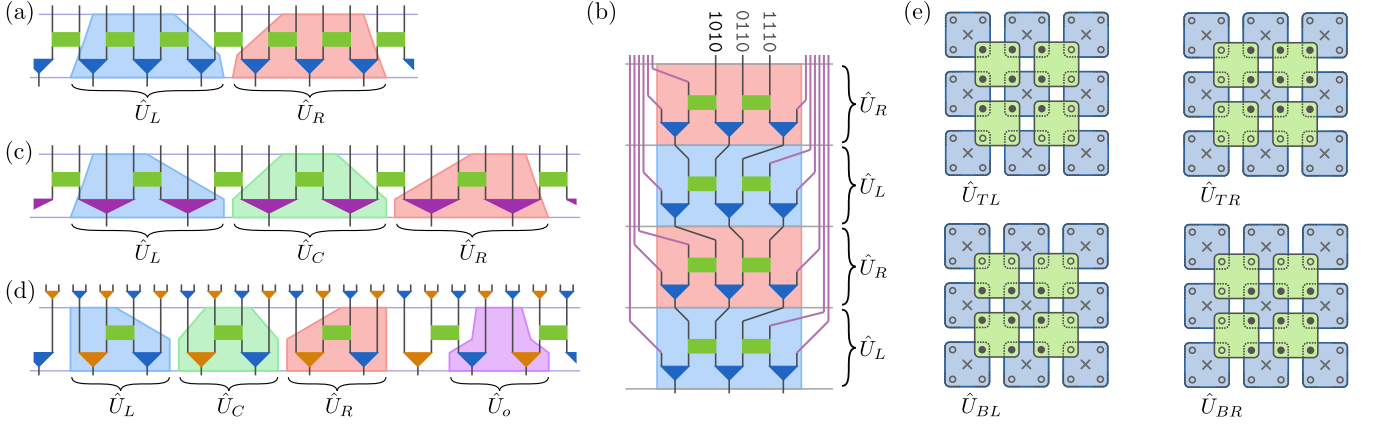 (a)
Û_L Û_R
(b)
1010 0110 1110
Û_R
Û_L
Û_R
Û_L
(c)
Û_L Û_C Û_R
(d)
Û_L Û_C Û_R Û_o
(e)
Û_TL Û_TR
Û_BL Û_BR